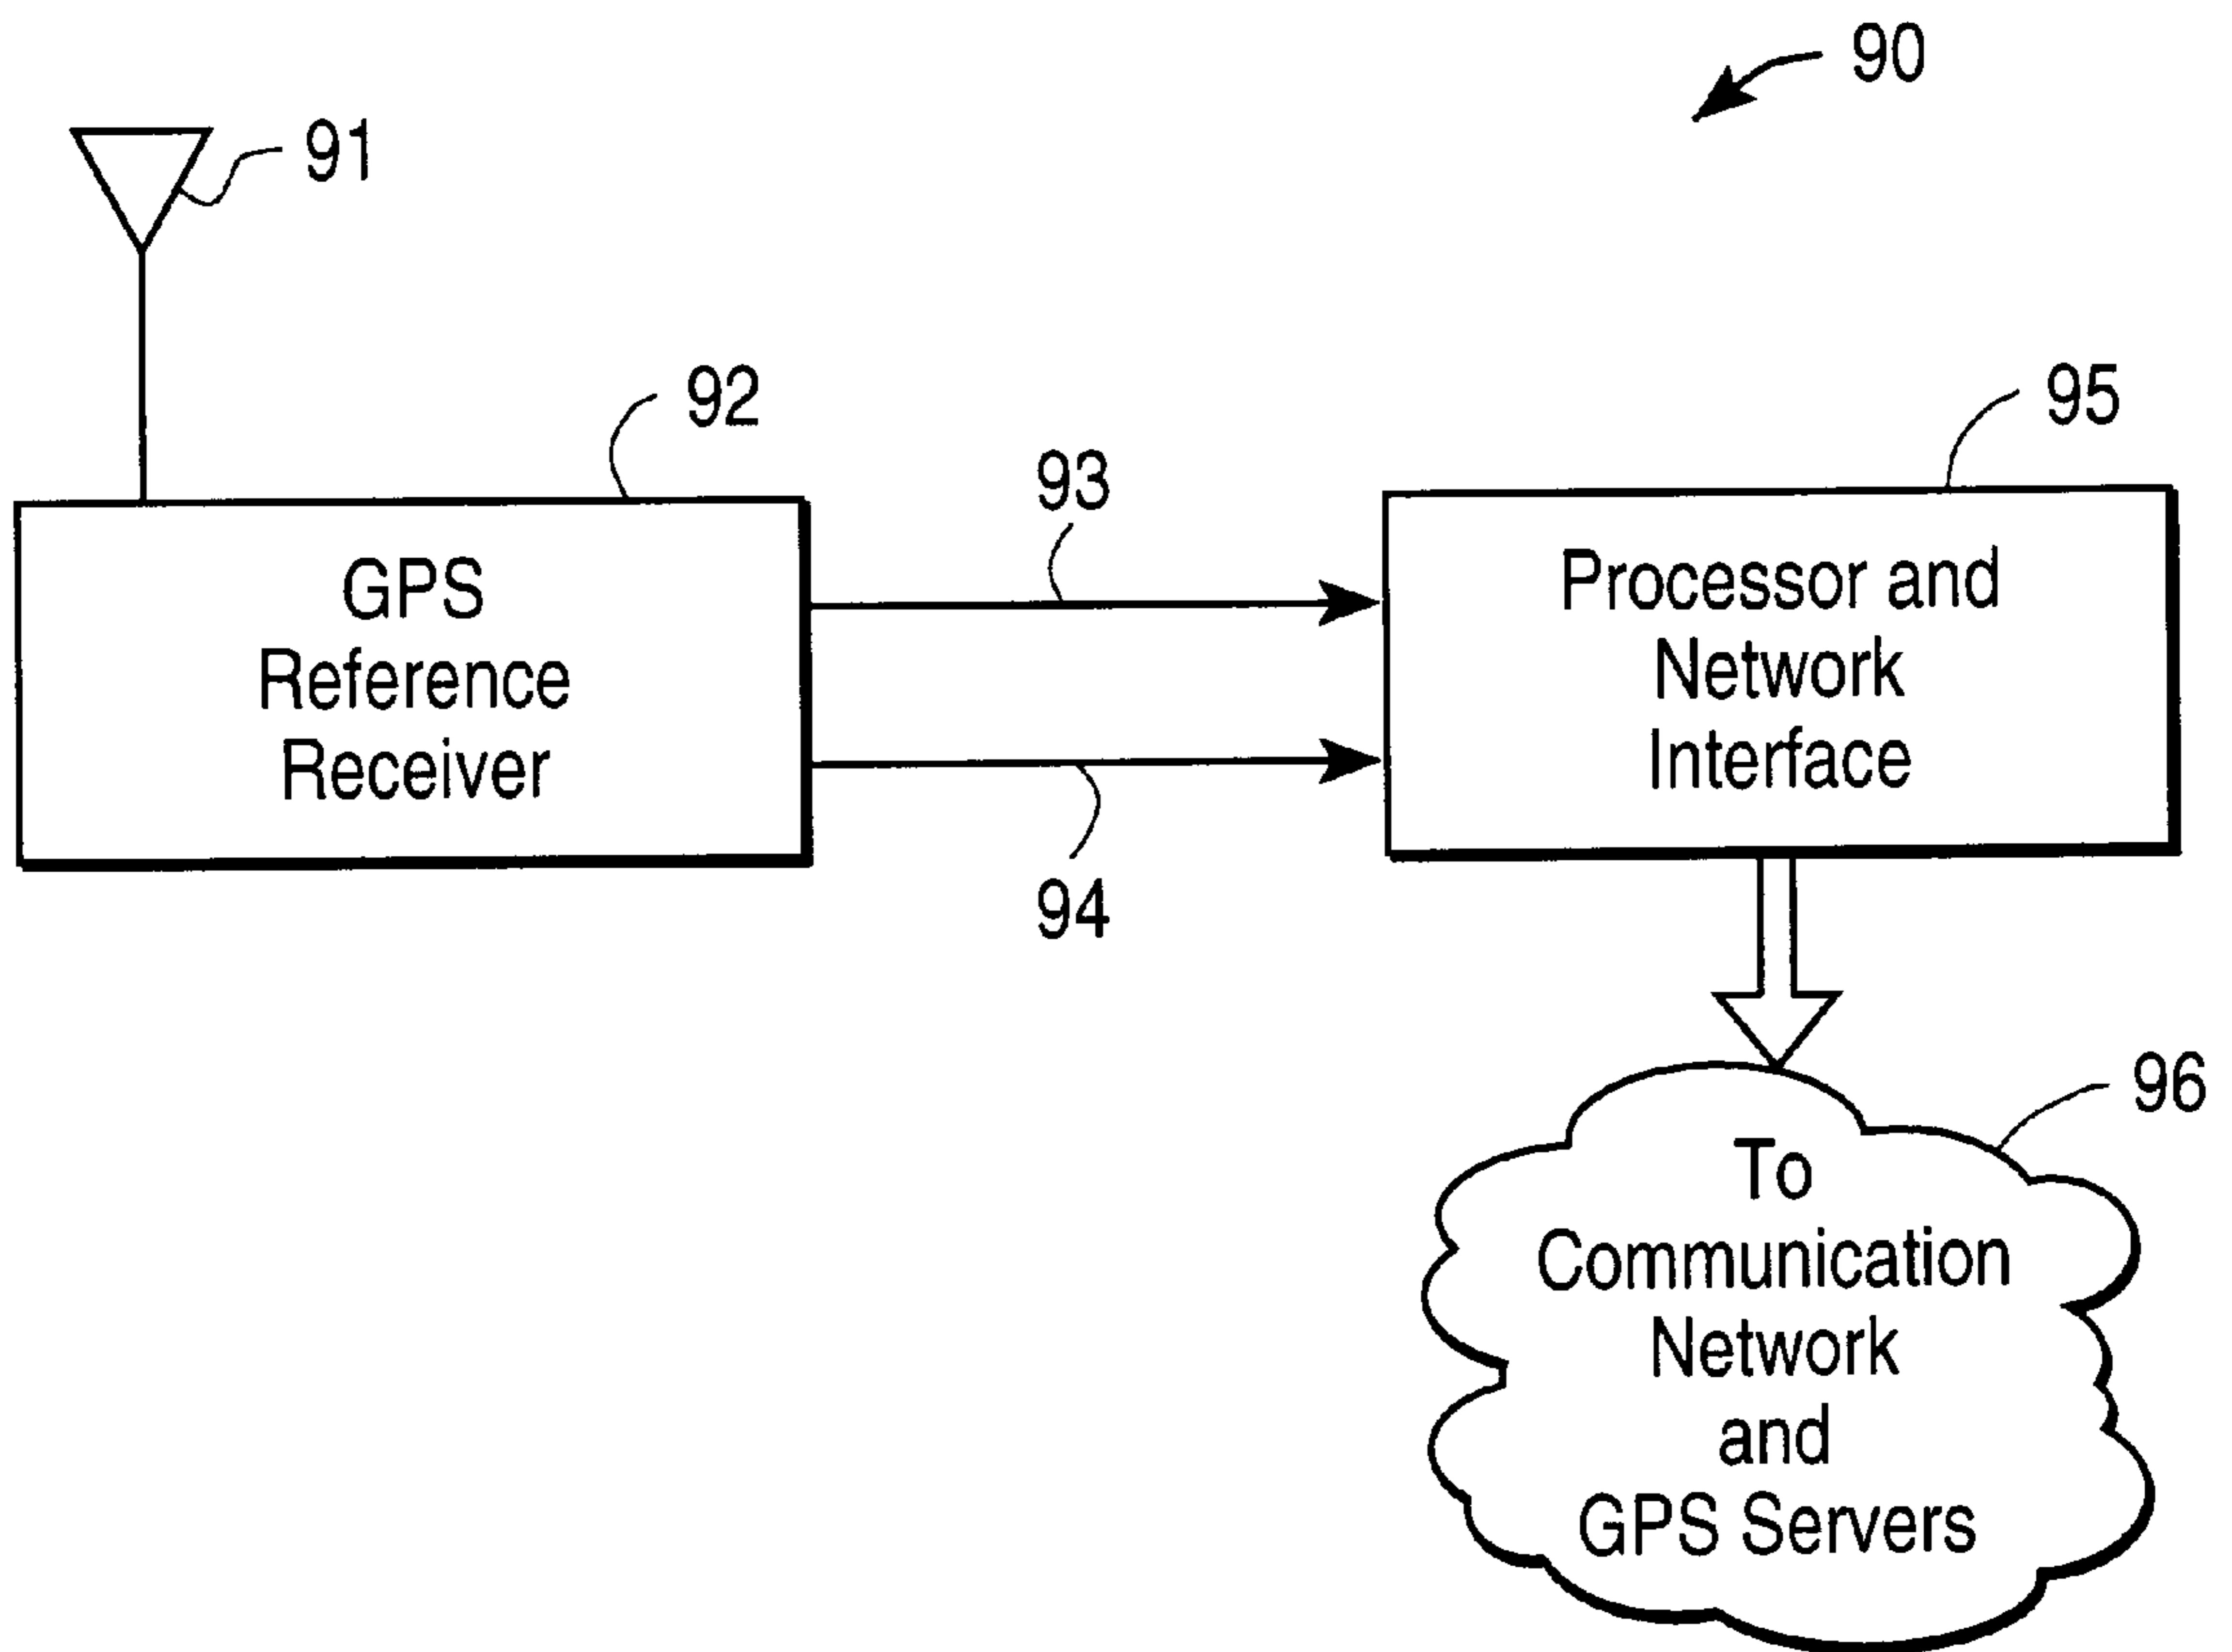 90
91
92
93
95
GPS
Reference
Receiver
Processor and
Network
Interface
94
96
To
Communication
Network
and
GPS Servers